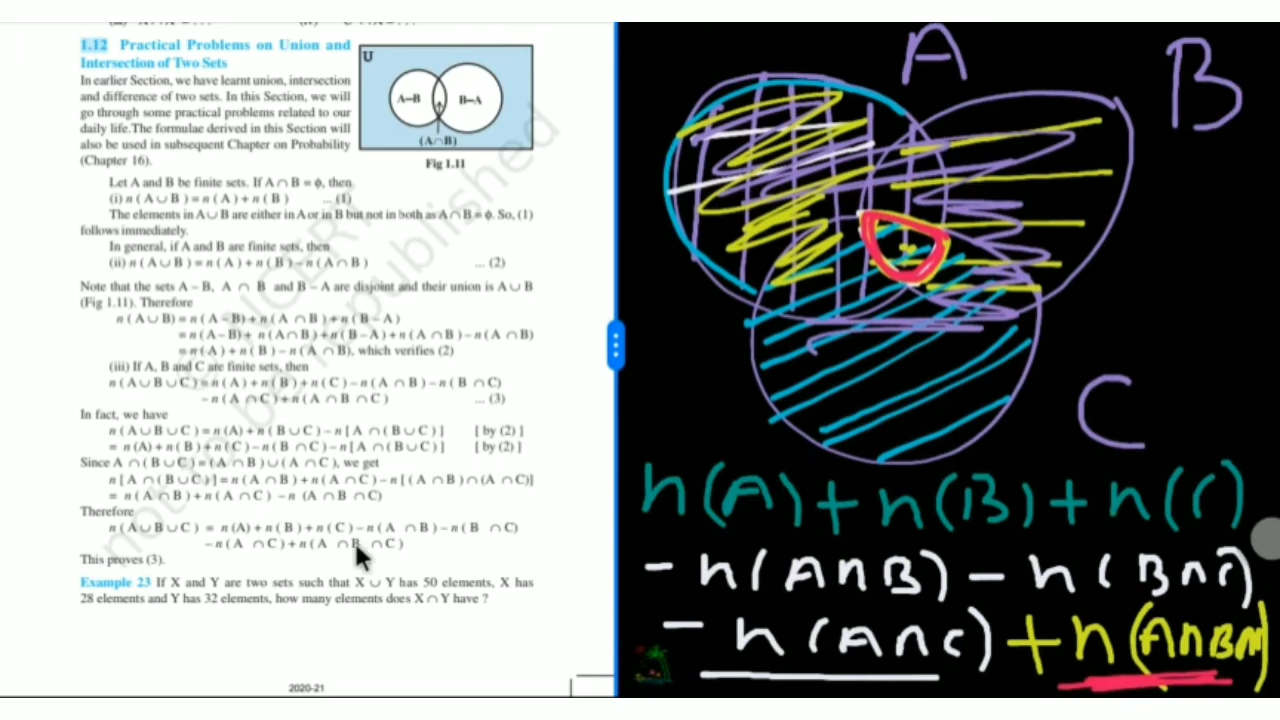 1.12 Practical Problems on Union and
Intersection of Two Sets
In earlier Section, we have learnt union, intersection
and difference of two sets. In this Section, we will
go through some practical problems related to our
daily life.The formulae derived in this Section will
also be used in subsequent Chapter on Probability
(Chapter 16).
U
A–B
B–A
(A∩B)
Fig 1.11
Let A and B be finite sets. If A ∩ B = ϕ, then
(i) n ( A ∪ B ) = n ( A ) + n ( B ) ... (1)
The elements in A ∪ B are either in A or in B but not in both as A ∩ B = ϕ. So, (1)
follows immediately.
In general, if A and B are finite sets, then
(ii) n ( A ∪ B ) = n ( A ) + n ( B ) – n ( A ∩ B ) ... (2)
Note that the sets A – B, A ∩ B and B – A are disjoint and their union is A ∪ B
(Fig 1.11). Therefore
n ( A ∪ B) = n ( A – B) + n ( A ∩ B ) + n ( B – A )
= n ( A – B) + n ( A ∩ B ) + n ( B – A ) + n ( A ∩ B ) – n ( A ∩ B)
= n ( A ) + n ( B ) – n ( A ∩ B), which verifies (2)
(iii) If A, B and C are finite sets, then
n ( A ∪ B ∪ C ) = n ( A ) + n ( B ) + n ( C ) – n ( A ∩ B ) – n ( B ∩ C)
– n ( A ∩ C ) + n ( A ∩ B ∩ C ) ... (3)
In fact, we have
n ( A ∪ B ∪ C ) = n (A) + n ( B ∪ C ) – n [ A ∩ ( B ∪ C ) ] [ by (2) ]
= n (A) + n ( B ) + n ( C ) – n ( B ∩ C ) – n [ A ∩ ( B ∪ C ) ] [ by (2) ]
Since A ∩ ( B ∪ C ) = ( A ∩ B ) ∪ ( A ∩ C ), we get
n [ A ∩ ( B ∪ C ) ] = n ( A ∩ B ) + n ( A ∩ C ) – n [ ( A ∩ B ) ∩ (A ∩ C)]
= n ( A ∩ B ) + n ( A ∩ C ) – n (A ∩ B ∩ C)
Therefore
n ( A ∪ B ∪ C ) = n (A) + n ( B ) + n ( C ) – n ( A ∩ B ) – n ( B ∩ C)
– n ( A ∩ C ) + n ( A ∩ B ∩ C )
This proves (3).
Example 23 If X and Y are two sets such that X ∪ Y has 50 elements, X has
28 elements and Y has 32 elements, how many elements does X ∩ Y have ?
2020-21
© NCERT
not to be republished
A
B
C
n(A) + n(B) + n(C)
– n(A∩B) – n(B∩C)
– n(A∩C) + n(A∩B∩